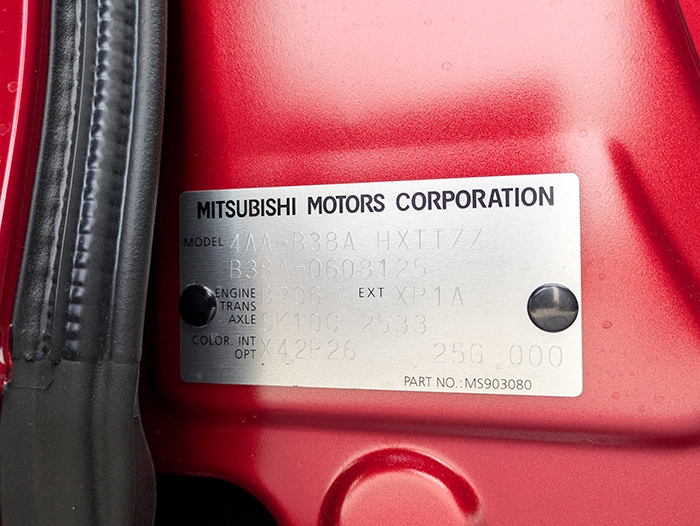 MITSUBISHI MOTORS CORPORATION
MODEL 4AA-B38A HXTTZZ
B38A-0608125
ENGINE BR06 EXT XP1A
TRANS
AXLE SK10C 2533
COLOR, INT
OPT X42P26 25G 000
PART NO.: MS903080